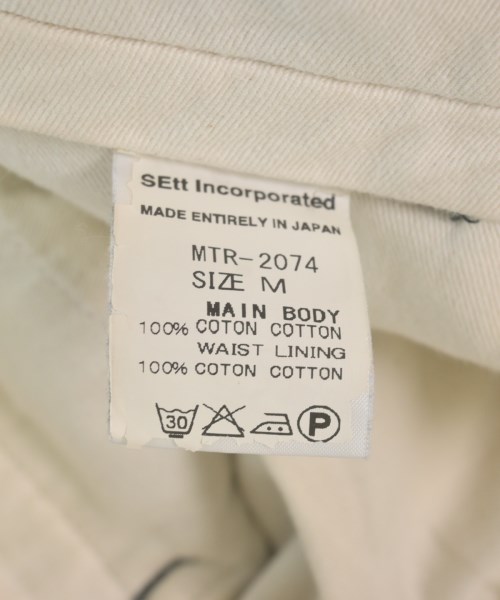 SEtt Incorporated
MADE ENTIRELY IN JAPAN
MTR-2074
SIZE M
MAIN BODY
100% COTON COTTON
WAIST LINING
100% COTON COTTON
30 P